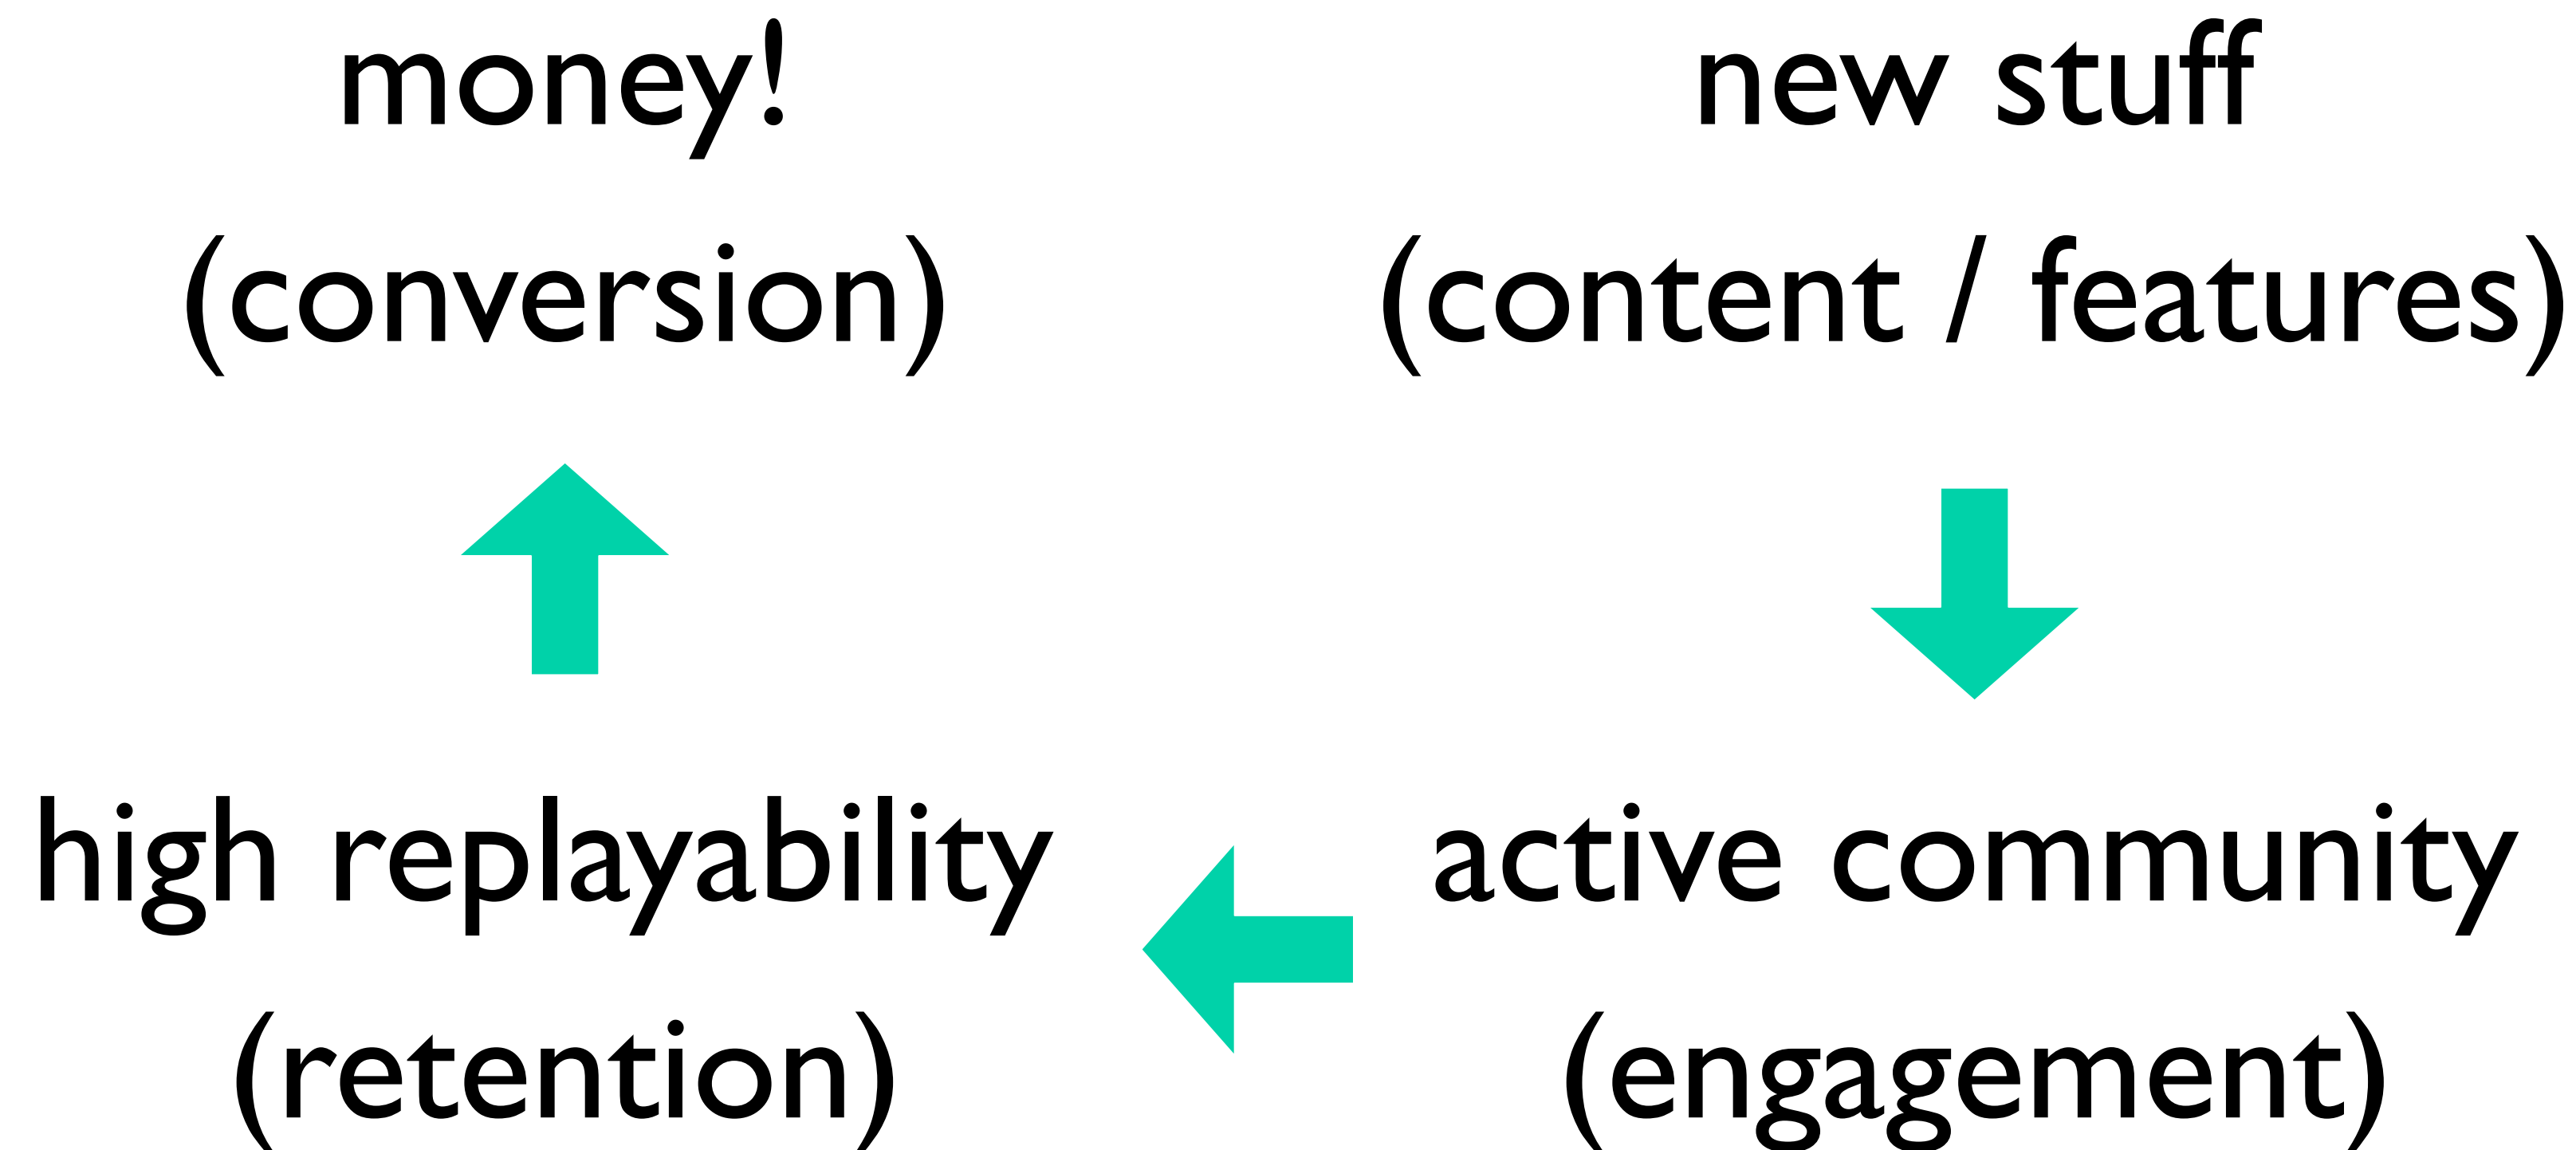 money!
(conversion)
new stuff
(content / features)
high replayability
(retention)
active community
(engagement)